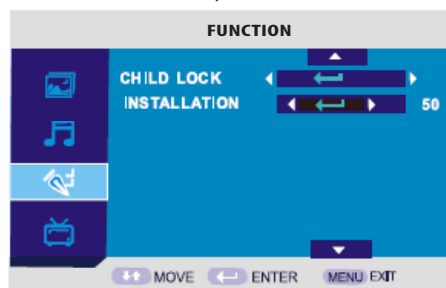 FUNCTION
CHILD LOCK
INSTALLATION 50
MOVE ENTER MENU EXIT